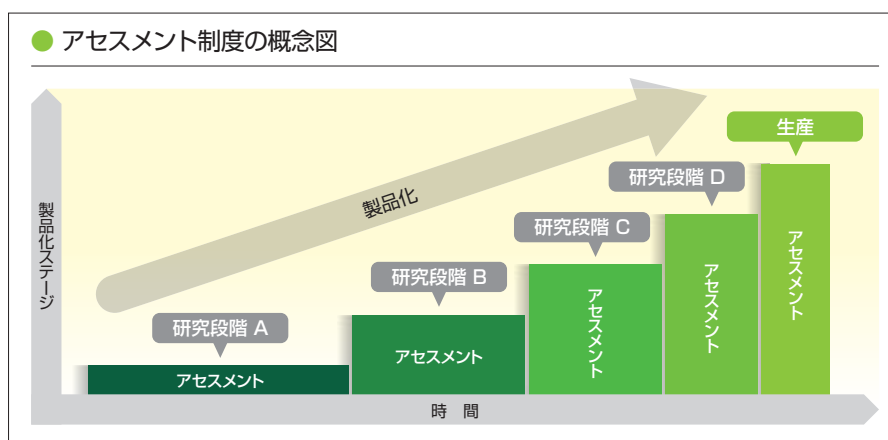 アセスメント制度の概念図
生産
研究段階 D
製品化
研究段階 C
研究段階 B
研究段階 A
製品化ステージ
アセスメント
アセスメント
アセスメント
アセスメント
アセスメント
時 間